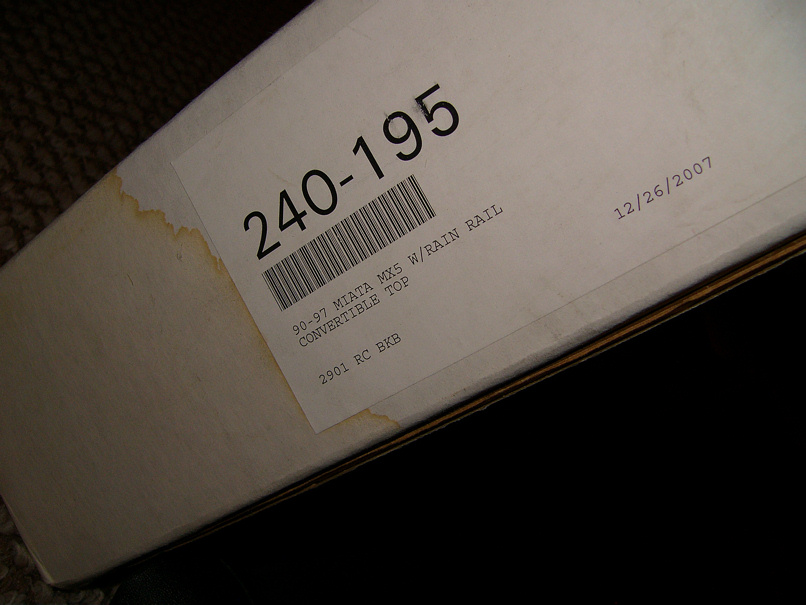 240-195
12/26/2007
90-97 MIATA MX5 W/RAIN RAIL
CONVERTIBLE TOP
2901 RC BKB